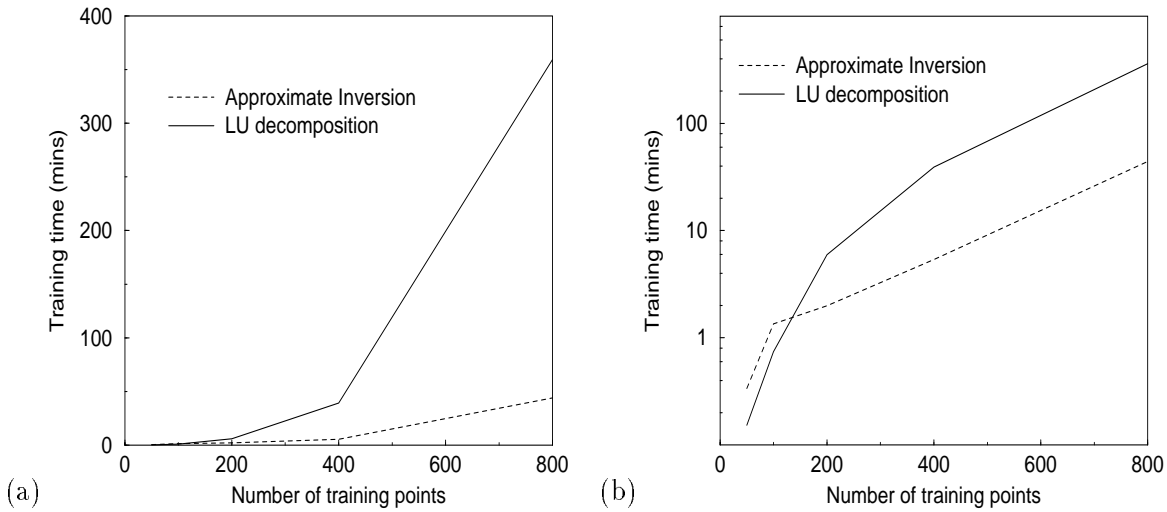 400
300
200
100
0
Training time (mins)
Approximate Inversion
LU decomposition
0
200
400
600
800
Number of training points
(a)
100
10
1
Training time (mins)
Approximate Inversion
LU decomposition
0
200
400
600
800
Number of training points
(b)